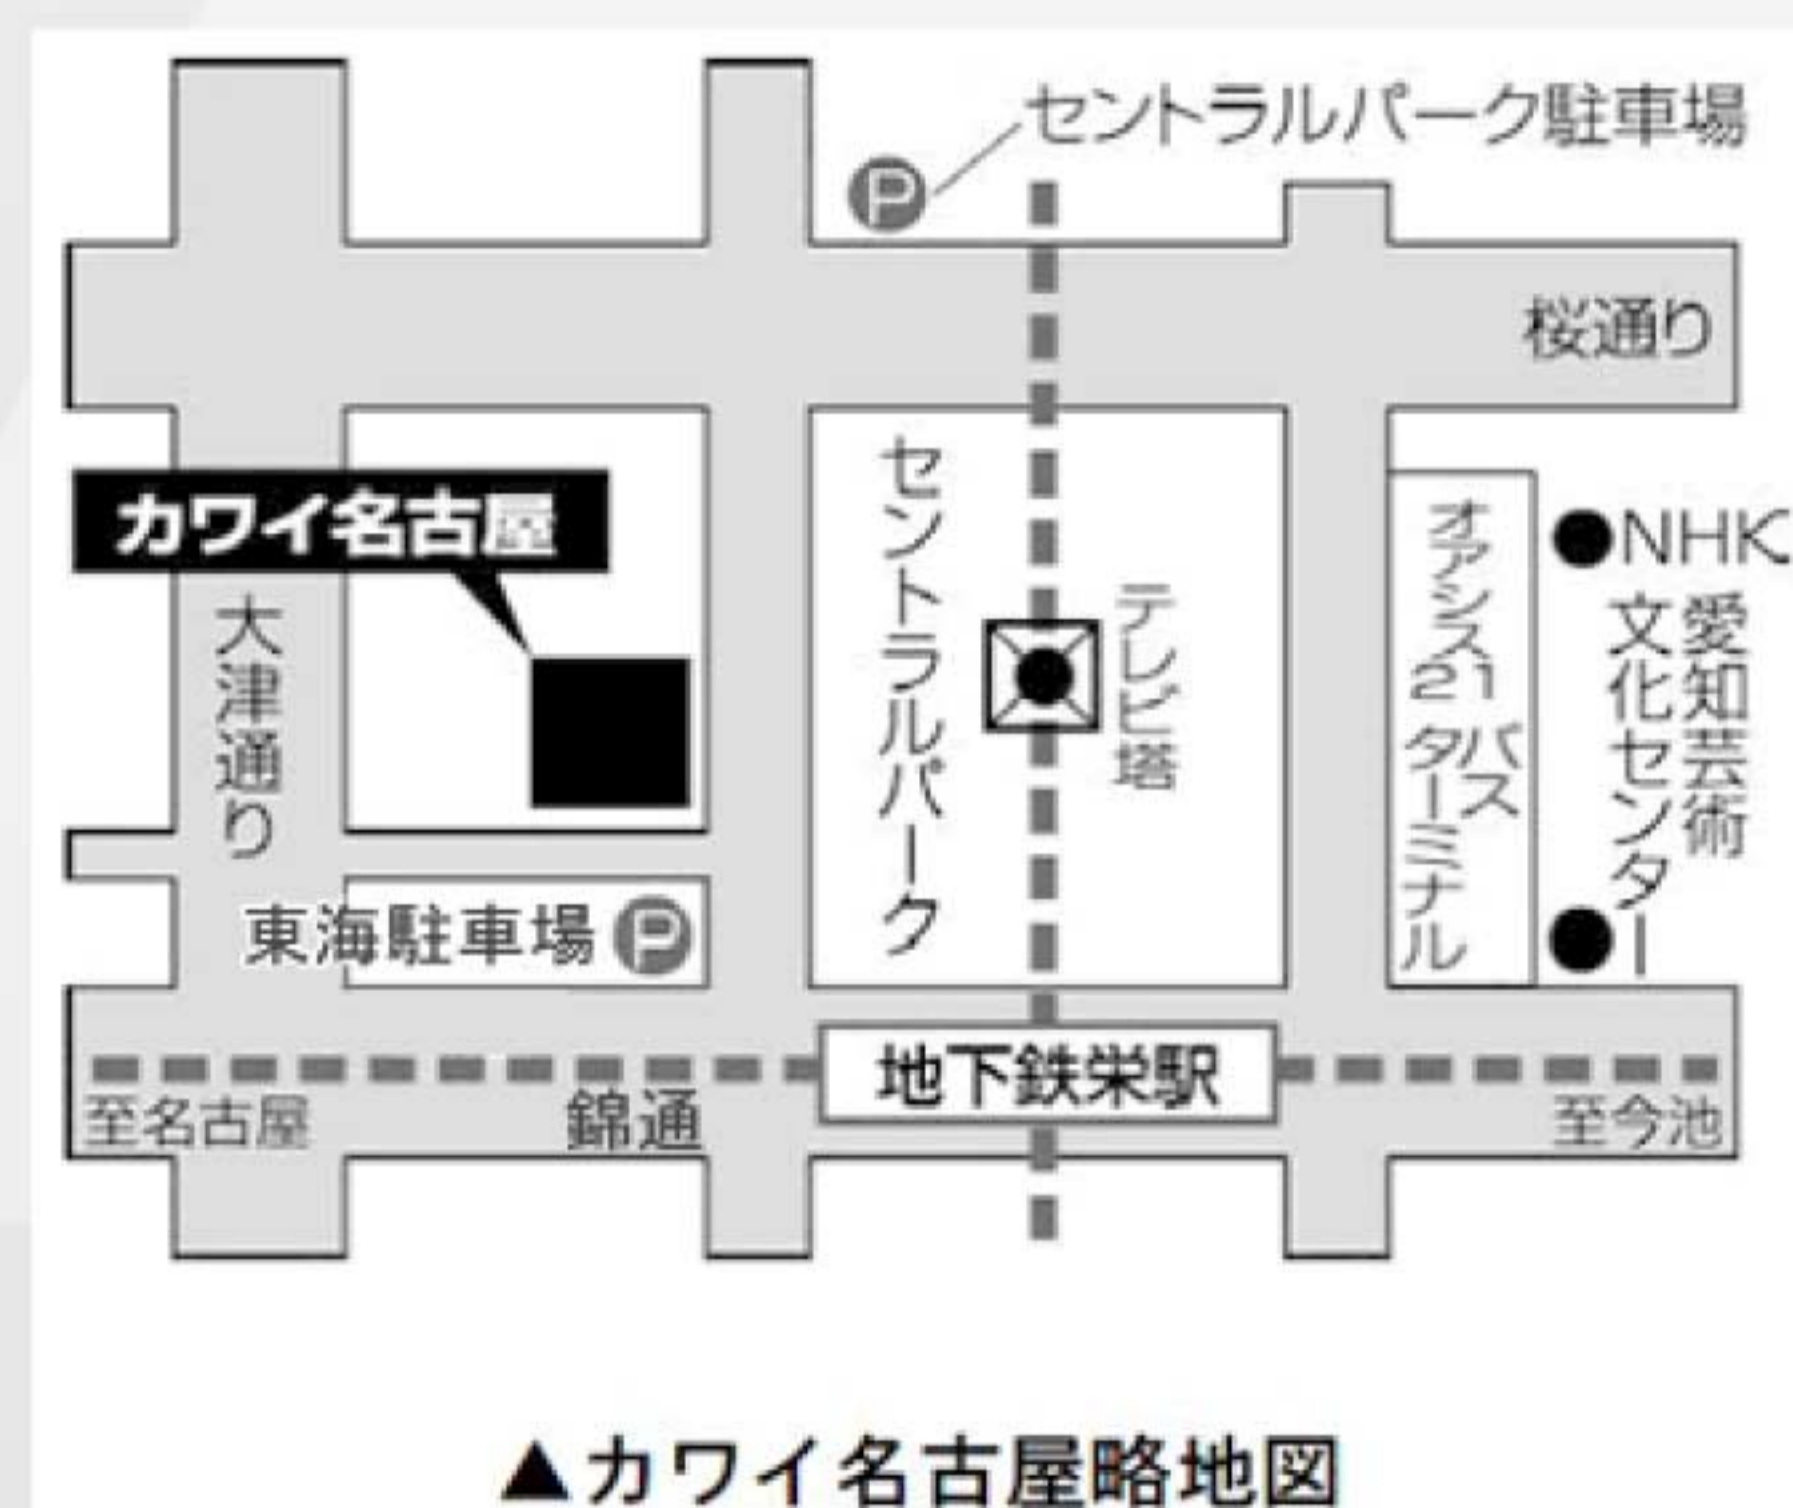 セントラルパーク駐車場
P
桜通り
カワイ名古屋
大津通り
セントラルパーク
テレビ塔
オアシス21
バス
ターミナル
NHK
愛知芸術
文化センター
東海駐車場
P
地下鉄栄駅
至名古屋
錦通
至今池
▲カワイ名古屋略地図